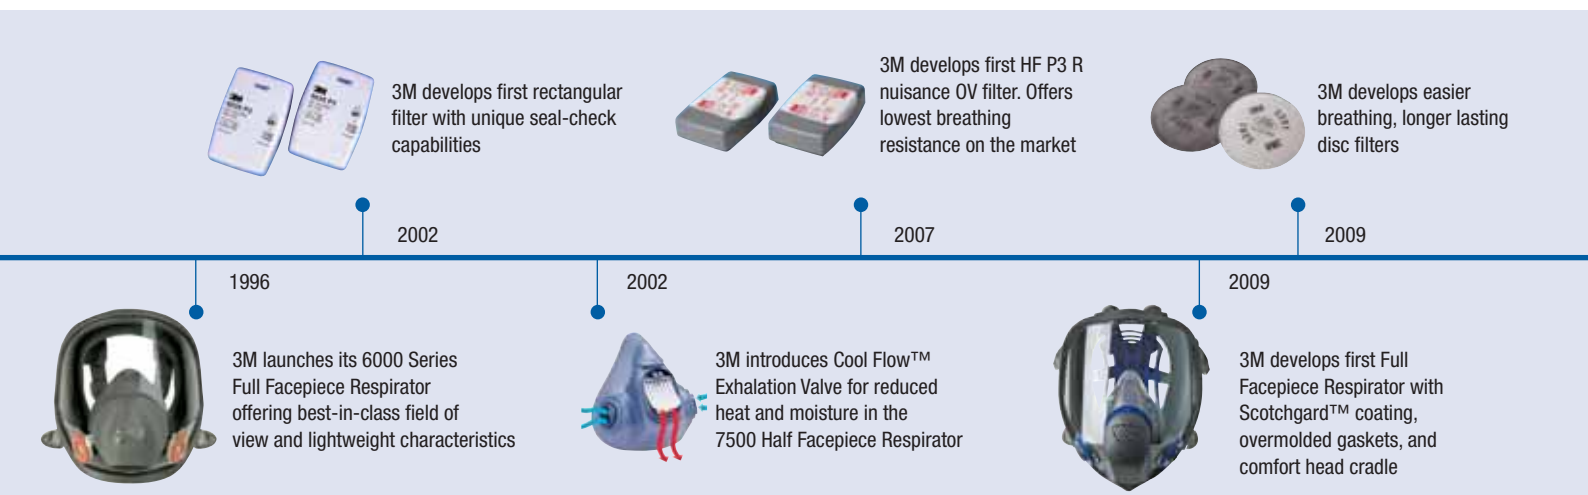 3M develops first rectangular
filter with unique seal-check
capabilities
3M develops first HF P3 R
nuisance OV filter. Offers
lowest breathing
resistance on the market
3M develops easier
breathing, longer lasting
disc filters
2002
2007
2009
1996
2002
2009
3M launches its 6000 Series
Full Facepiece Respirator
offering best-in-class field of
view and lightweight characteristics
3M introduces Cool Flow™
Exhalation Valve for reduced
heat and moisture in the
7500 Half Facepiece Respirator
3M develops first Full
Facepiece Respirator with
Scotchgard™ coating,
overmolded gaskets, and
comfort head cradle